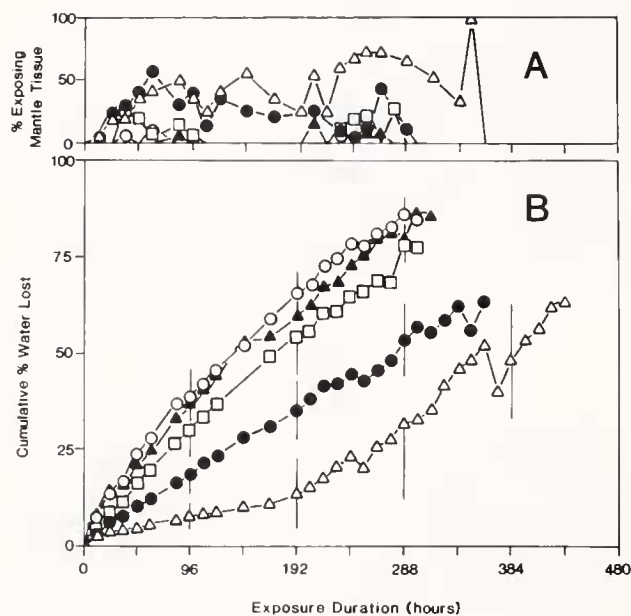 100
50
0
% Exposing
Mantle Tissue
A
100
75
50
25
0
Cumulative % Water Lost
B
0
96
192
288
384
480
Exposure Duration (hours)